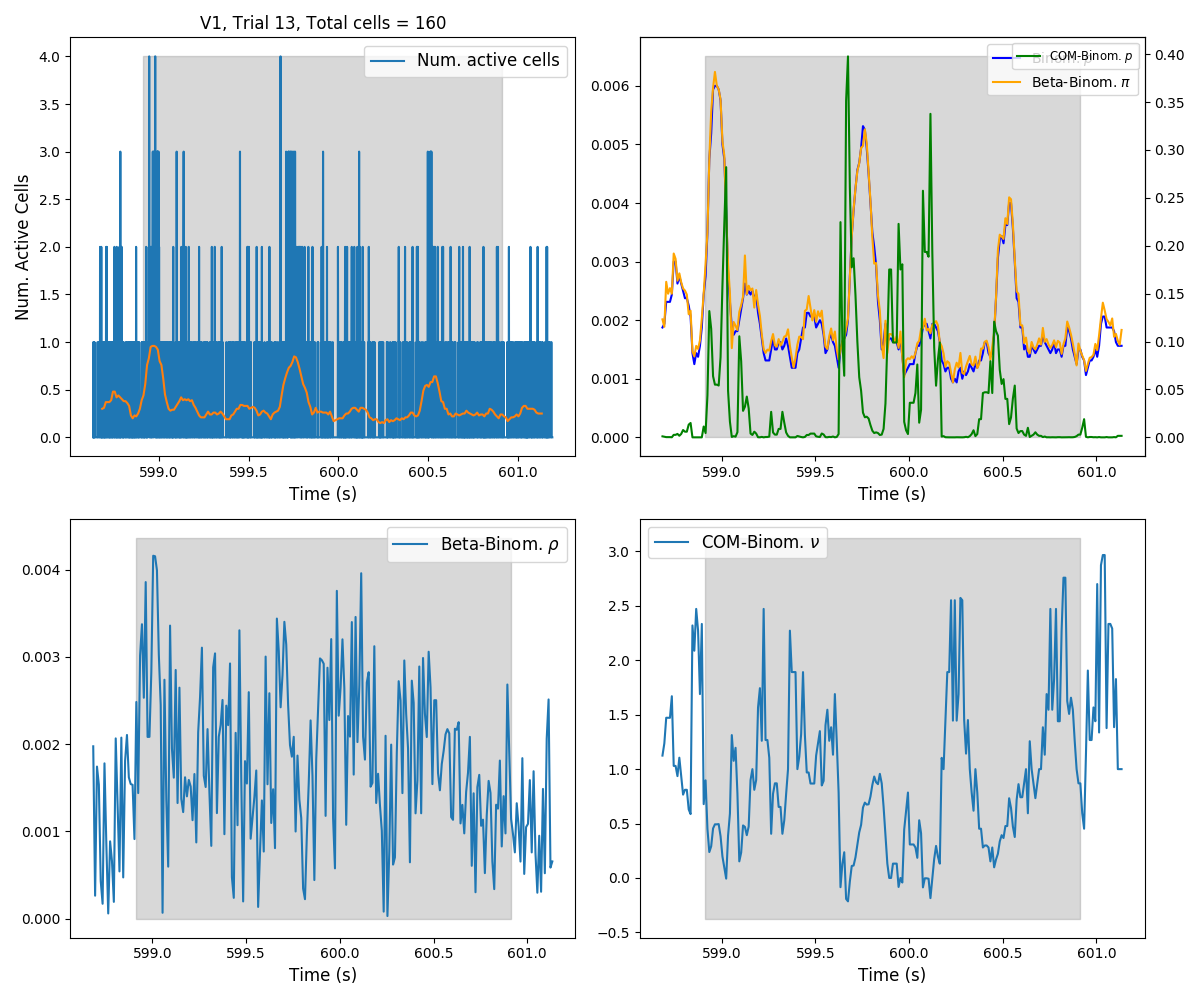 V1, Trial 13, Total cells = 160
Num. active cells
Num. Active Cells
4.0
3.5
3.0
2.5
2.0
1.5
1.0
0.5
0.0
599.0 599.5 600.0 600.5 601.0
Time (s)
COM-Binom. p
Beta-Binom. π
0.006
0.005
0.004
0.003
0.002
0.001
0.000
0.40
0.35
0.30
0.25
0.20
0.15
0.10
0.05
0.00
599.0 599.5 600.0 600.5 601.0
Time (s)
Beta-Binom. ρ
0.004
0.003
0.002
0.001
0.000
599.0 599.5 600.0 600.5 601.0
Time (s)
COM-Binom. ν
3.0
2.5
2.0
1.5
1.0
0.5
0.0
−0.5
599.0 599.5 600.0 600.5 601.0
Time (s)